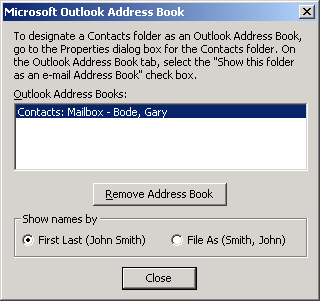 Microsoft Outlook Address Book
To designate a Contacts folder as an Outlook Address Book,
go to the Properties dialog box for the Contacts folder. On
the Outlook Address Book tab, select the "Show this folder
as an e-mail Address Book" check box.
Outlook Address Books:
Contacts: Mailbox - Bode, Gary
Remove Address Book
Show names by
First Last (John Smith) File As (Smith, John)
Close